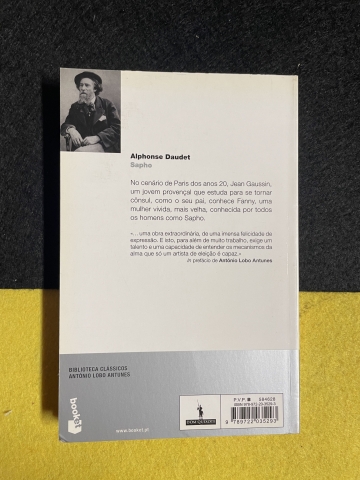 Alphonse Daudet
Sapho
No cenário de Paris dos anos 20, Jean Gaussin,
um jovem provençal que estuda para se tornar
cônsul, como o seu pai, conhece Fanny, uma
mulher vivida, mais velha, conhecida por todos
os homens como Sapho.
«... uma obra extraordinária, de uma imensa felicidade de
expressão. E isto, para além de muito trabalho, exige um
talento e uma capacidade de entender os mecanismos da
alma que só um artista de eleição é capaz.»
In prefácio de António Lobo Antunes
BIBLIOTECA CLÁSSICOS
ANTÓNIO LOBO ANTUNES
book
www.booket.pt
DOM QUIXOTE
P.V.P.
594628
9 789722 035293